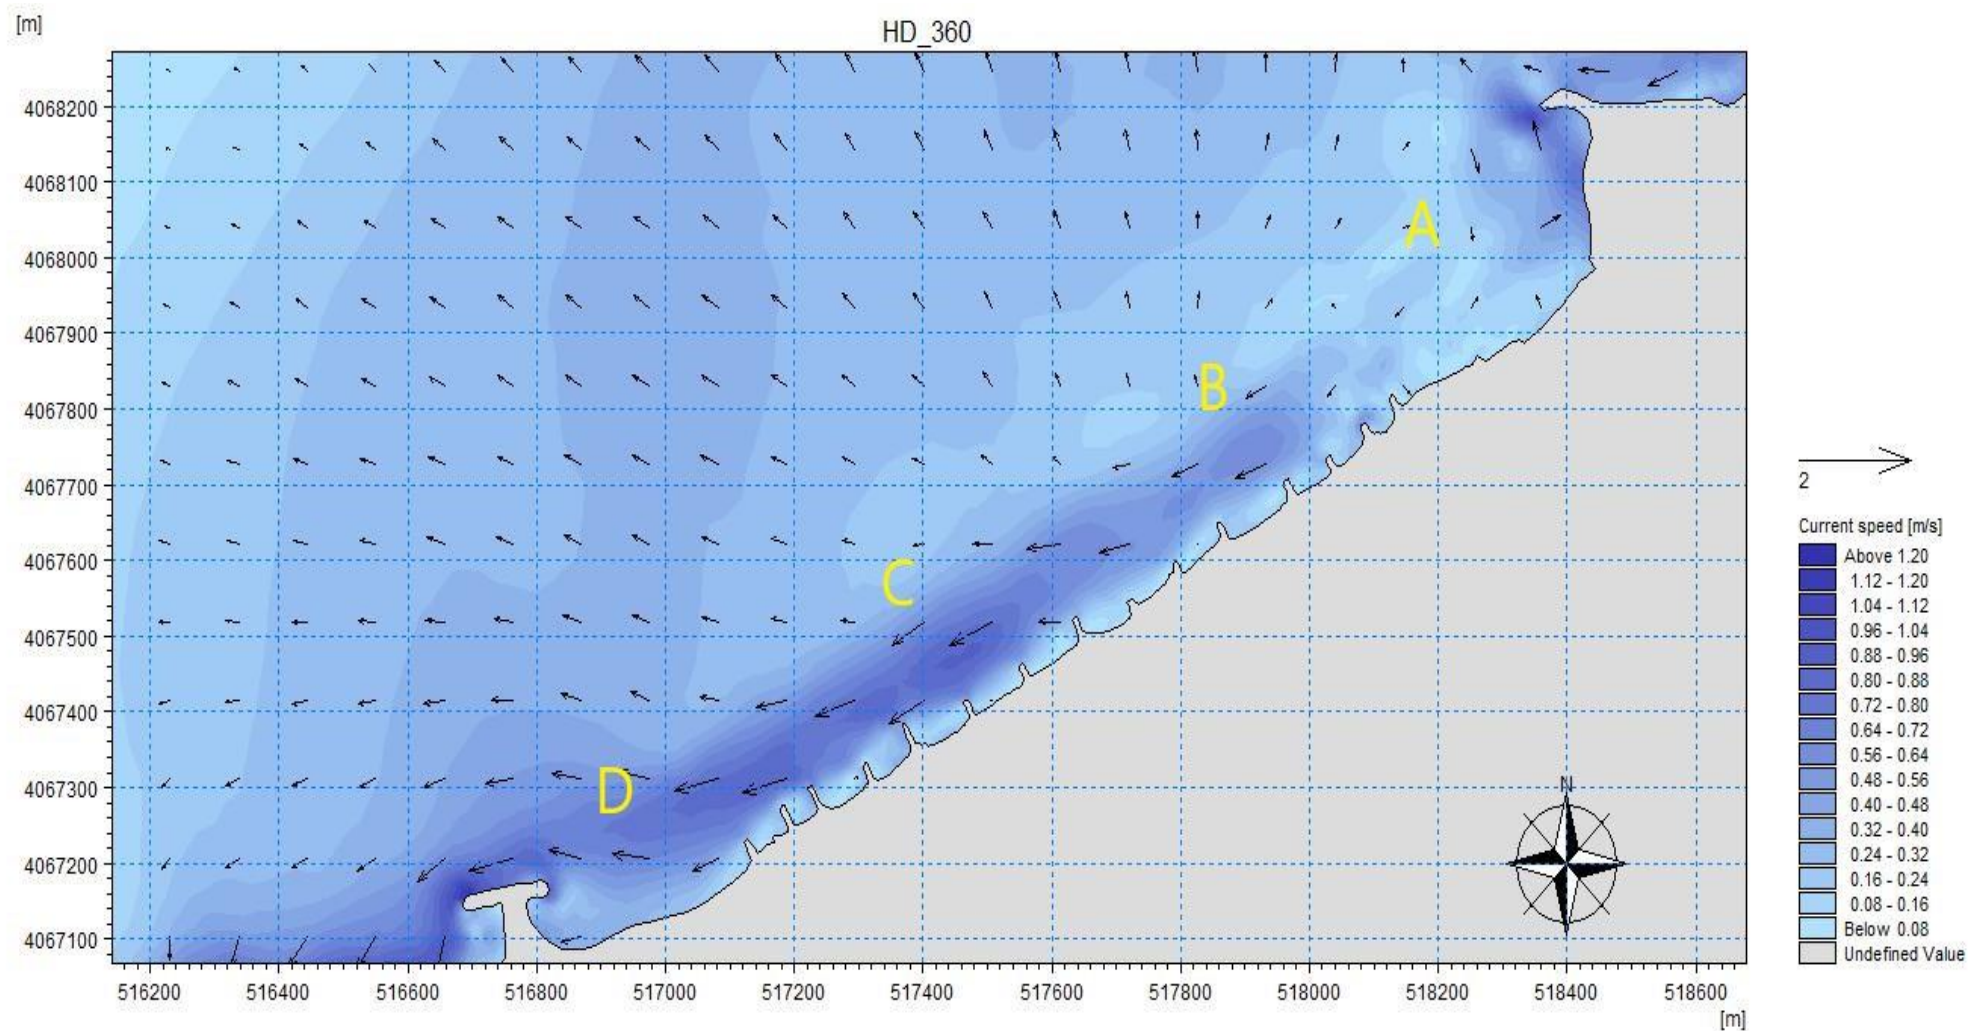 [m]
HD_360
4068200
4068100
4068000
4067900
4067800
4067700
4067600
4067500
4067400
4067300
4067200
4067100
A
B
C
D
N
2
Current speed [m/s]
Above 1.20
1.12 - 1.20
1.04 - 1.12
0.96 - 1.04
0.88 - 0.96
0.80 - 0.88
0.72 - 0.80
0.64 - 0.72
0.56 - 0.64
0.48 - 0.56
0.40 - 0.48
0.32 - 0.40
0.24 - 0.32
0.16 - 0.24
0.08 - 0.16
Below 0.08
Undefined Value
516200 516400 516600 516800 517000 517200 517400 517600 517800 518000 518200 518400 518600
[m]